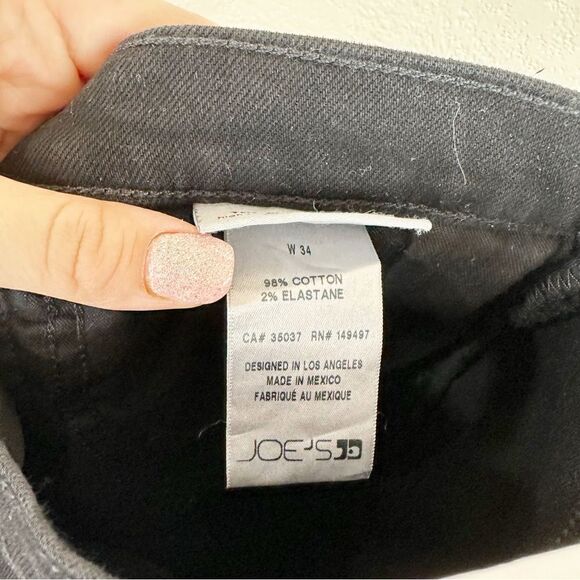 W 34
98% COTTON
2% ELASTANE
CA# 35037 RN# 149497
DESIGNED IN LOS ANGELES
MADE IN MEXICO
FABRIQUÉ AU MEXIQUE
JOE'S